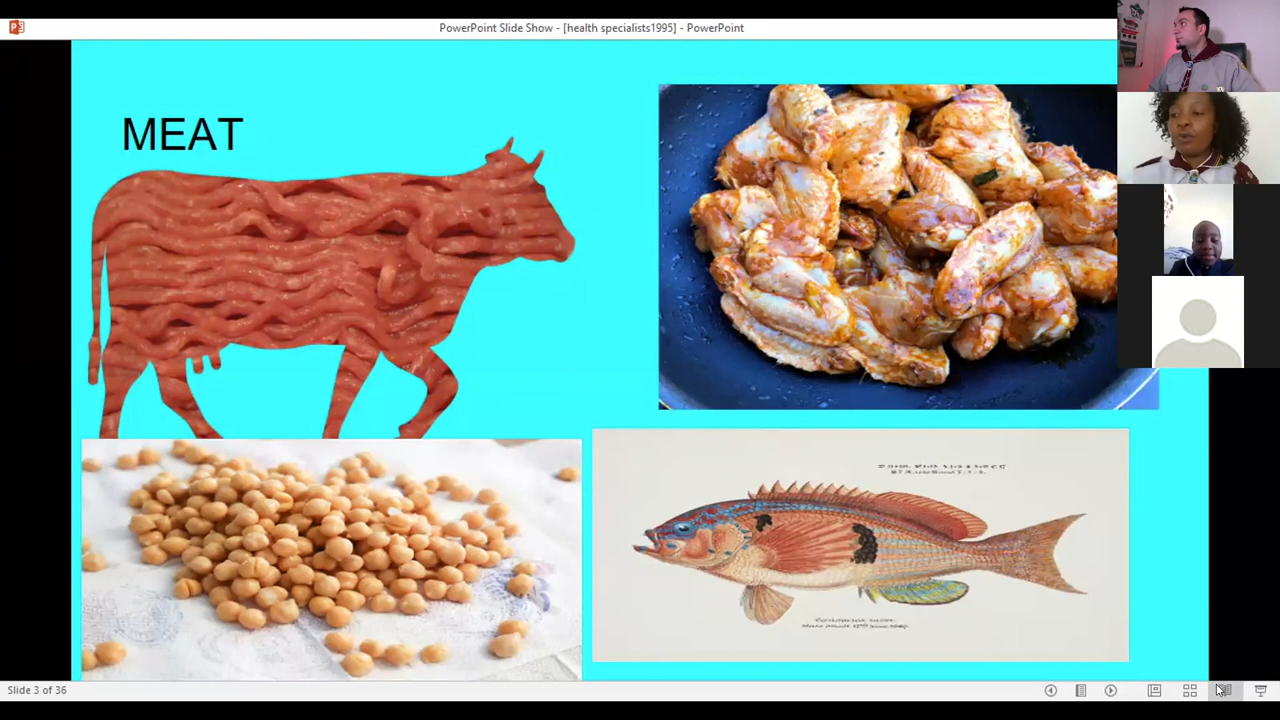 PowerPoint Slide Show - [health specialists1995] - PowerPoint
MEAT
Slide 3 of 36